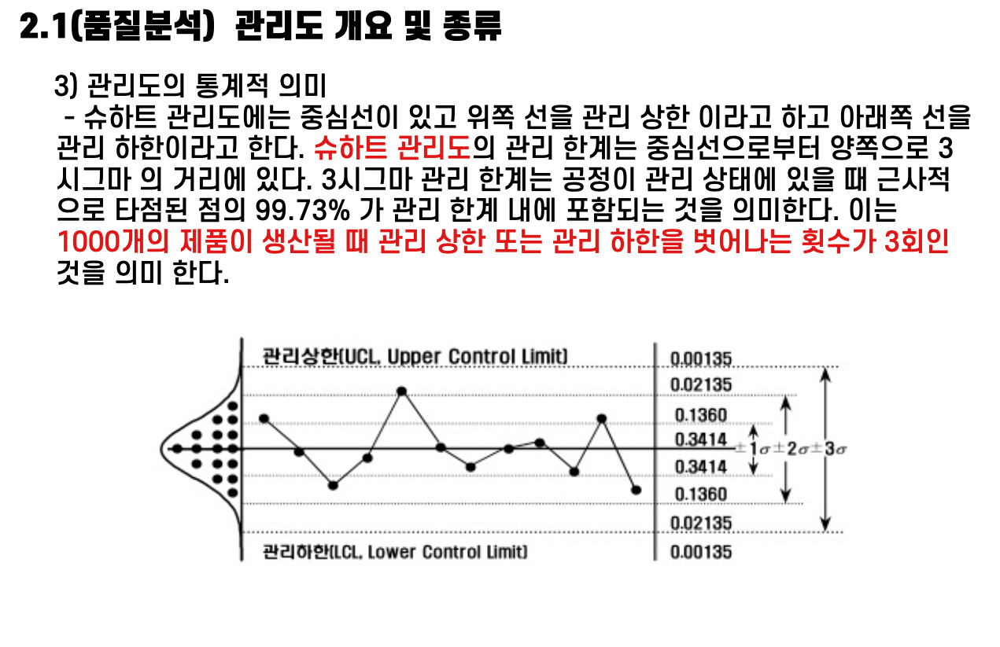 2.1(품질분석) 관리도 개요 및 종류
3) 관리도의 통계적 의미
- 슈하트 관리도에는 중심선이 있고 위쪽 선을 관리 상한 이라고 하고 아래쪽 선을
관리 하한이라고 한다. 슈하트 관리도의 관리 한계는 중심선으로부터 양쪽으로 3
시그마 의 거리에 있다. 3시그마 관리 한계는 공정이 관리 상태에 있을 때 근사적
으로 타점된 점의 99.73% 가 관리 한계 내에 포함되는 것을 의미한다. 이는
1000개의 제품이 생산될 때 관리 상한 또는 관리 하한을 벗어나는 횟수가 3회인
것을 의미 한다.
관리상한(UCL, Upper Control Limit)
0.00135
0.02135
0.1360
0.3414
±1σ±2σ±3σ
0.3414
0.1360
0.02135
관리하한(LCL, Lower Control Limit)
0.00135